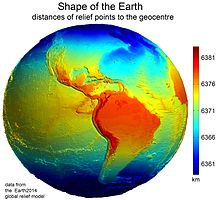 Shape of the Earth
distances of relief points to the geocentre
6381
6376
6371
6366
6361
km
data from
the Earth2014
global relief model